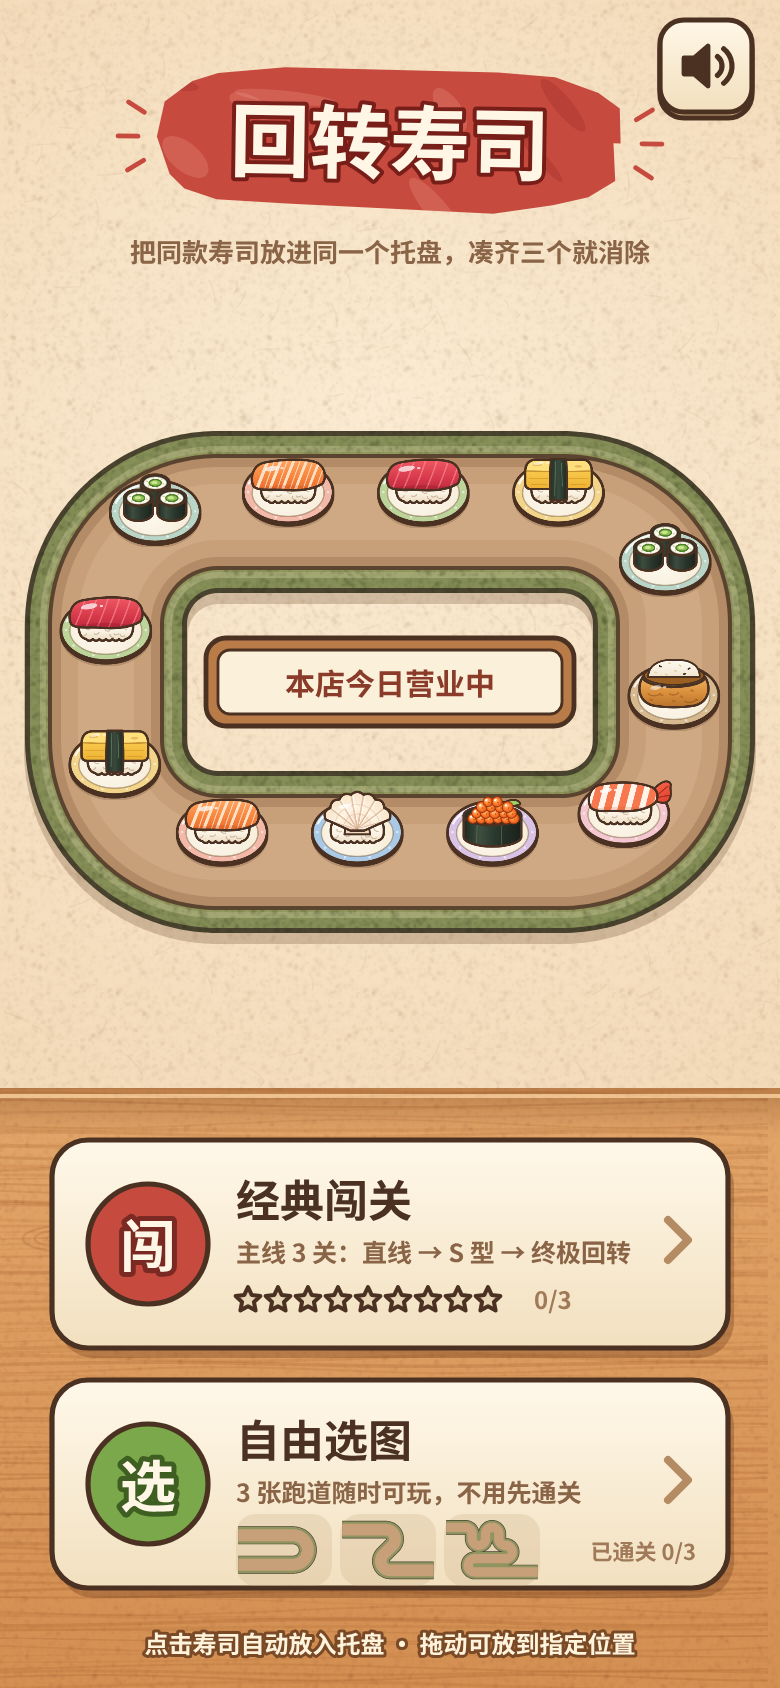 回转寿司
把同款寿司放进同一个托盘，凑齐三个就消除
本店今日营业中
闯
经典闯关
主线 3 关：直线 → S 型 → 终极回转
0/3
选
自由选图
3 张跑道随时可玩，不用先通关
已通关 0/3
点击寿司自动放入托盘 · 拖动可放到指定位置